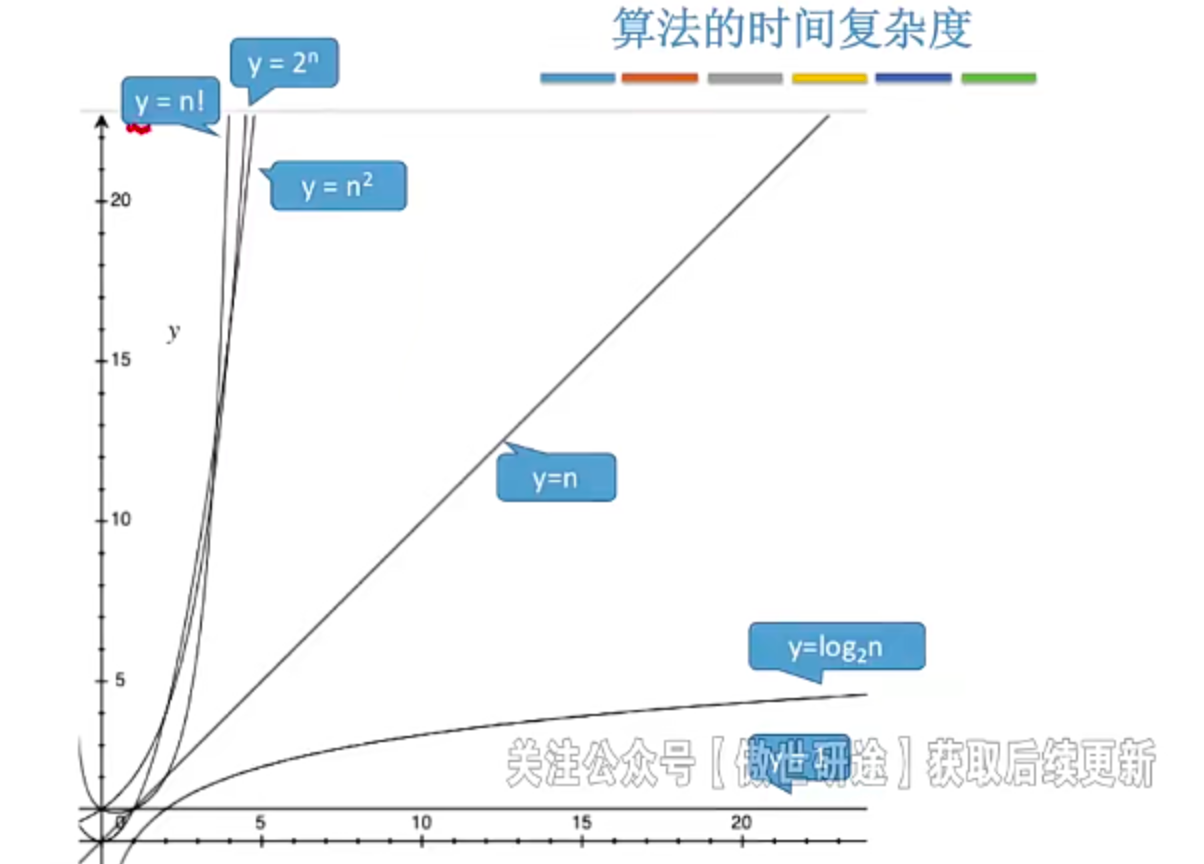 算法的时间复杂度
y = 2ⁿ
y = n!
y = n²
20
y
15
y=n
10
y=log₂n
5
关注公众号【傲世研途】获取后续更新
0
5
10
15
20